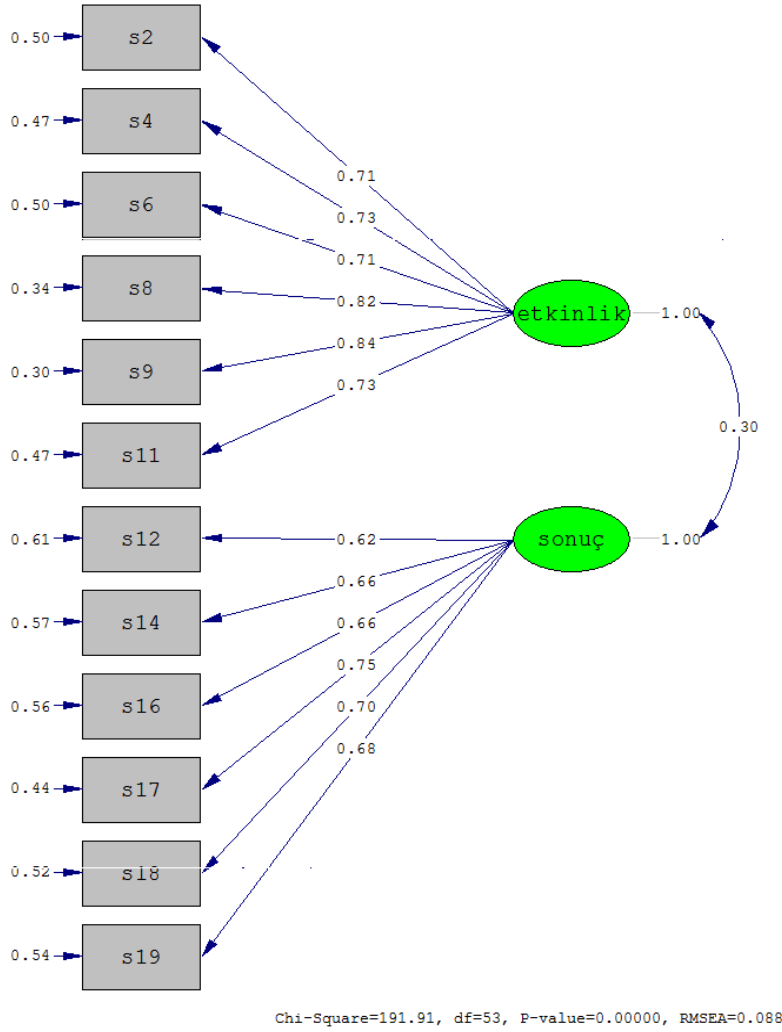 0.50 s2
0.47 s4
0.71
0.50 s6
0.73
0.71
0.34 s8
0.82
etkinlik 1.00
0.30 s9
0.84
0.73
0.30
0.47 s11
0.61 s12
0.62
sonuç 1.00
0.66
0.57 s14
0.66
0.75
0.56 s16
0.70
0.68
0.44 s17
0.52 s18
0.54 s19
Chi-Square=191.91, df=53, P-value=0.00000, RMSEA=0.088